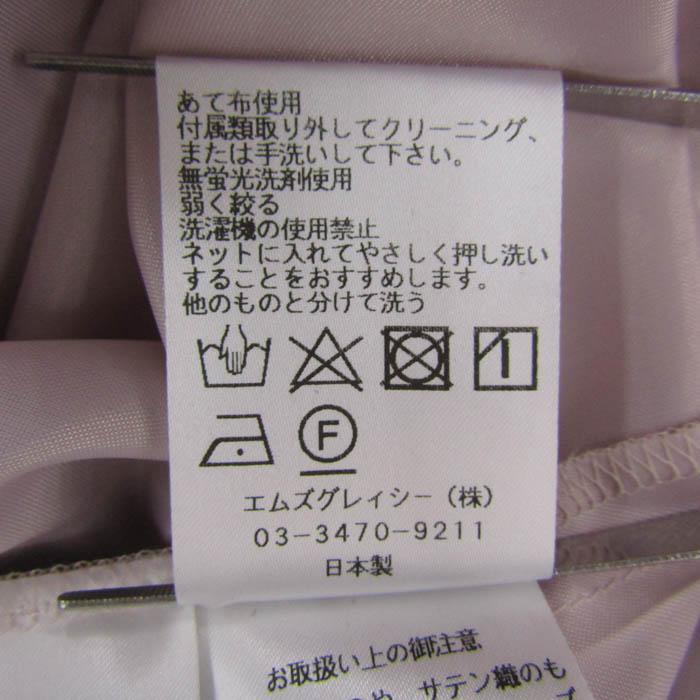 あて布使用
付属類取り外してクリーニング、
または手洗いして下さい。
無蛍光洗剤使用
弱く絞る
洗濯機の使用禁止
ネットに入れてやさしく押し洗い
することをおすすめします。
他のものと分けて洗う
F
エムズグレイシー(株)
03-3470-9211
日本製
お取扱い上の御注意
サテン織のも